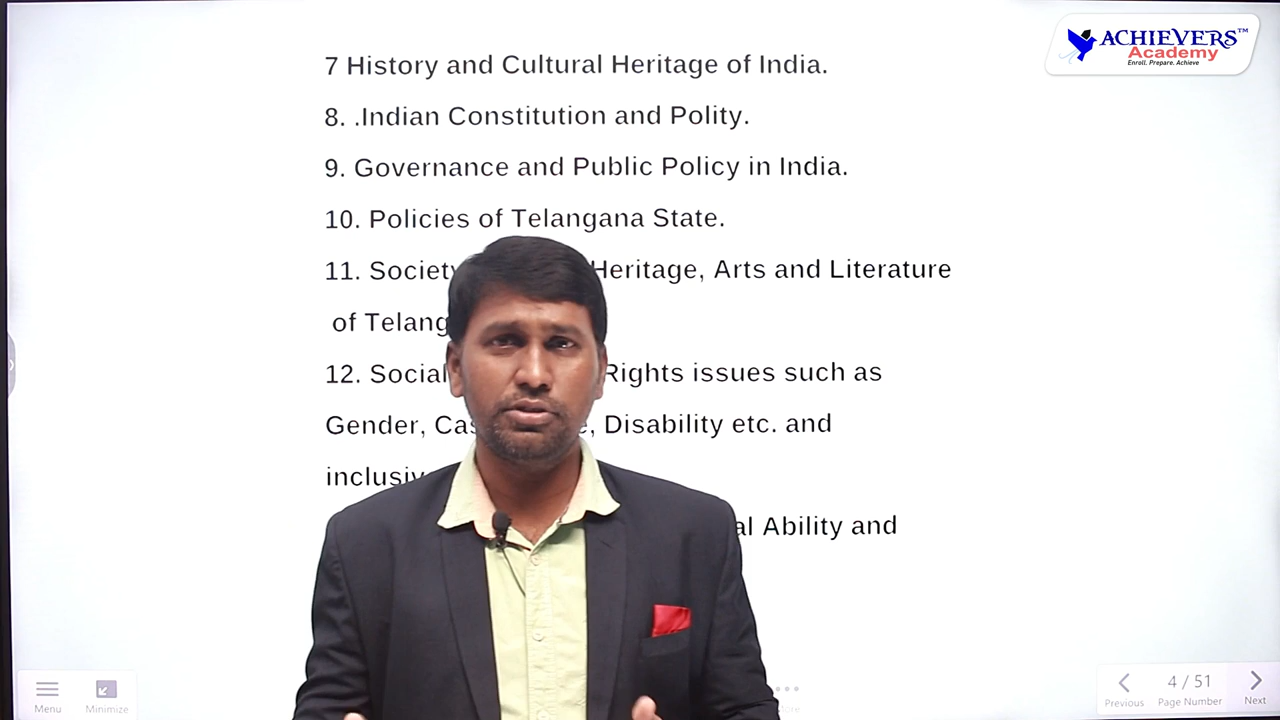 ACHIEVERS™
Academy
Enroll. Prepare. Achieve
7 History and Cultural Heritage of India.
8. .Indian Constitution and Polity.
9. Governance and Public Policy in India.
10. Policies of Telangana State.
11. Society Heritage, Arts and Literature
of Telang
12. Social Rights issues such as
Gender, Cas Disability etc. and
inclusiv
al Ability and
Menu
Minimize
Previous
4 / 51
Page Number
Next